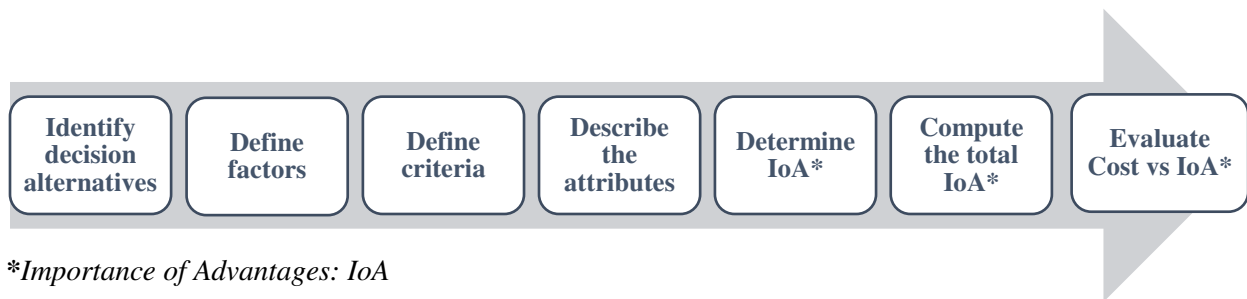 Identify
decision
alternatives
Define
factors
Define
criteria
Describe
the
attributes
Determine
IoA*
Compute
the total
IoA*
Evaluate
Cost vs IoA*
*Importance of Advantages: IoA